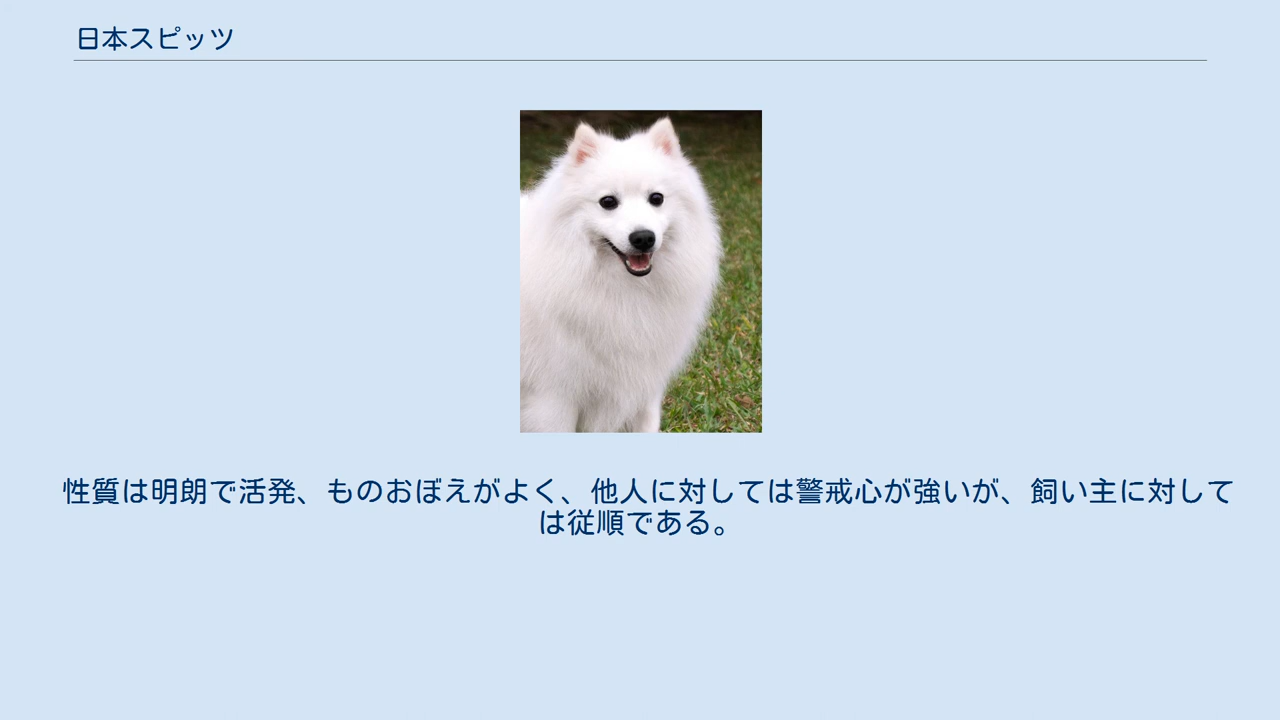 日本スピッツ
性質は明朗で活発、ものおぼえがよく、他人に対しては警戒心が強いが、飼い主に対して
は従順である。